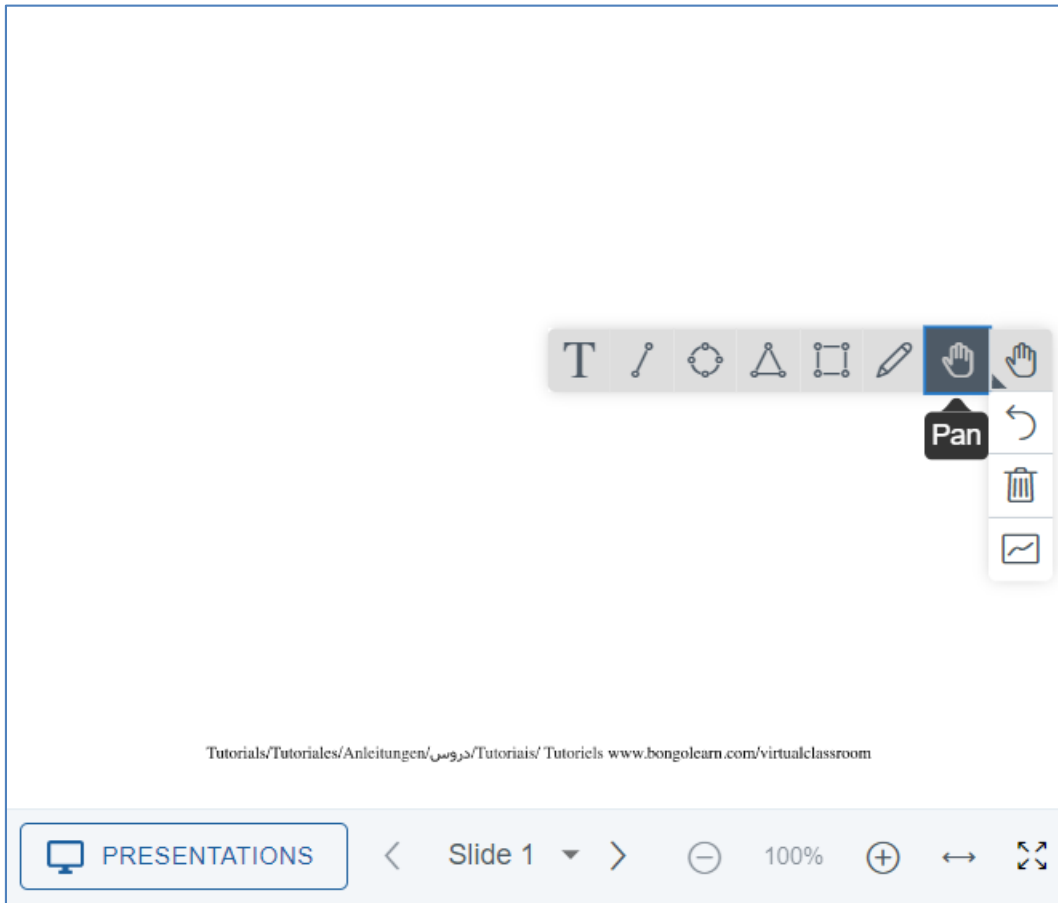 T
Pan
Tutorials/Tutoriales/Anleitungen/دروس/Tutoriais/ Tutoriels www.bongolearn.com/virtualclassroom
PRESENTATIONS
Slide 1
100%